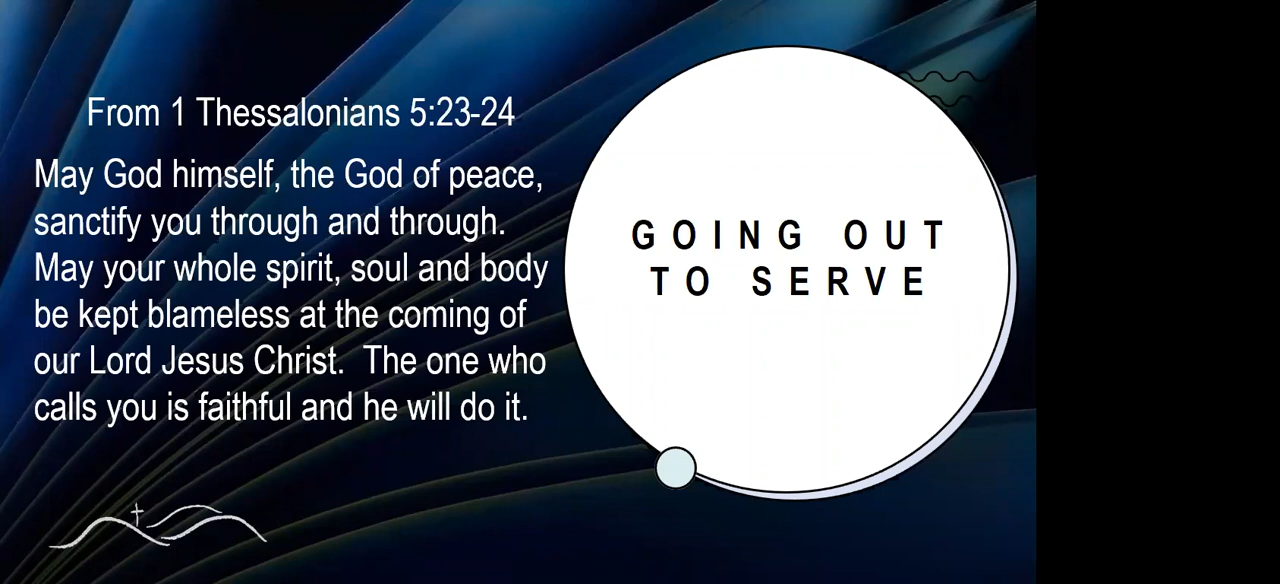 From 1 Thessalonians 5:23-24
May God himself, the God of peace,
sanctify you through and through.
May your whole spirit, soul and body
be kept blameless at the coming of
our Lord Jesus Christ.  The one who
calls you is faithful and he will do it.
GOING OUT
TO SERVE